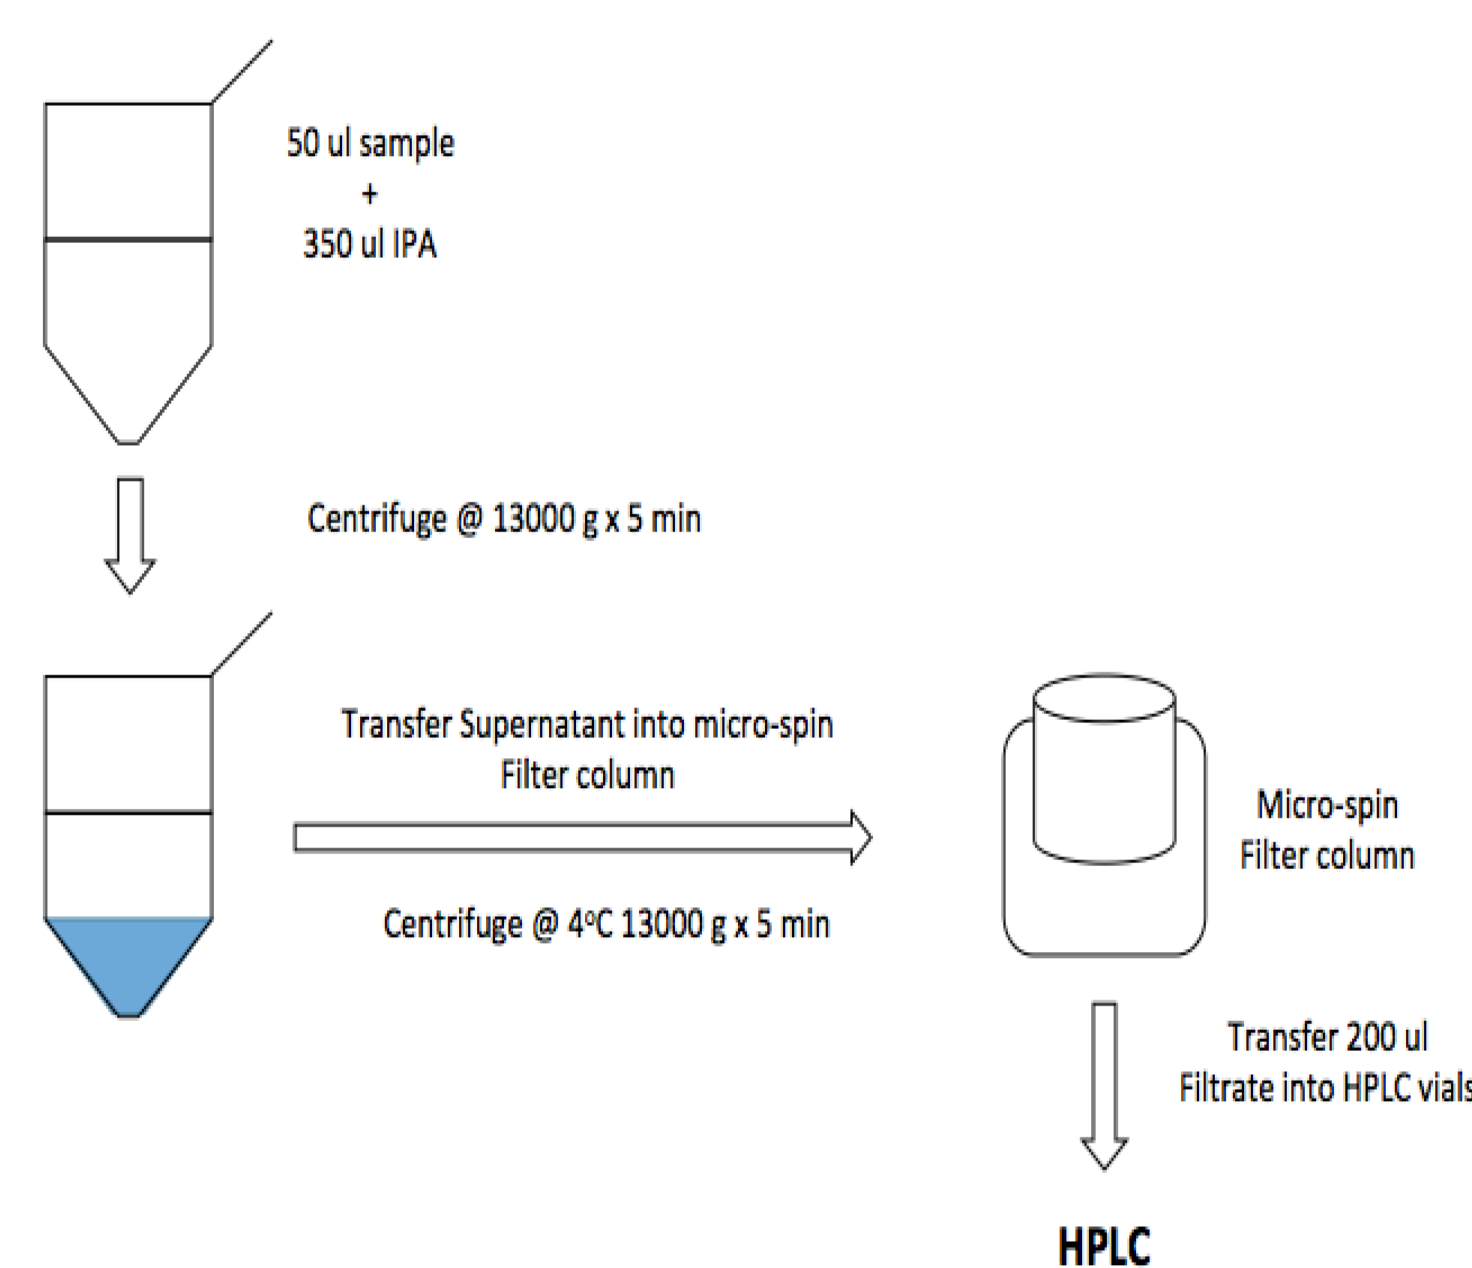 50 ul sample
+
350 ul IPA
Centrifuge @ 13000 g x 5 min
Transfer Supernatant into micro-spin
Filter column
Centrifuge @ 4°C 13000 g x 5 min
Micro-spin
Filter column
Transfer 200 ul
Filtrate into HPLC vials
HPLC